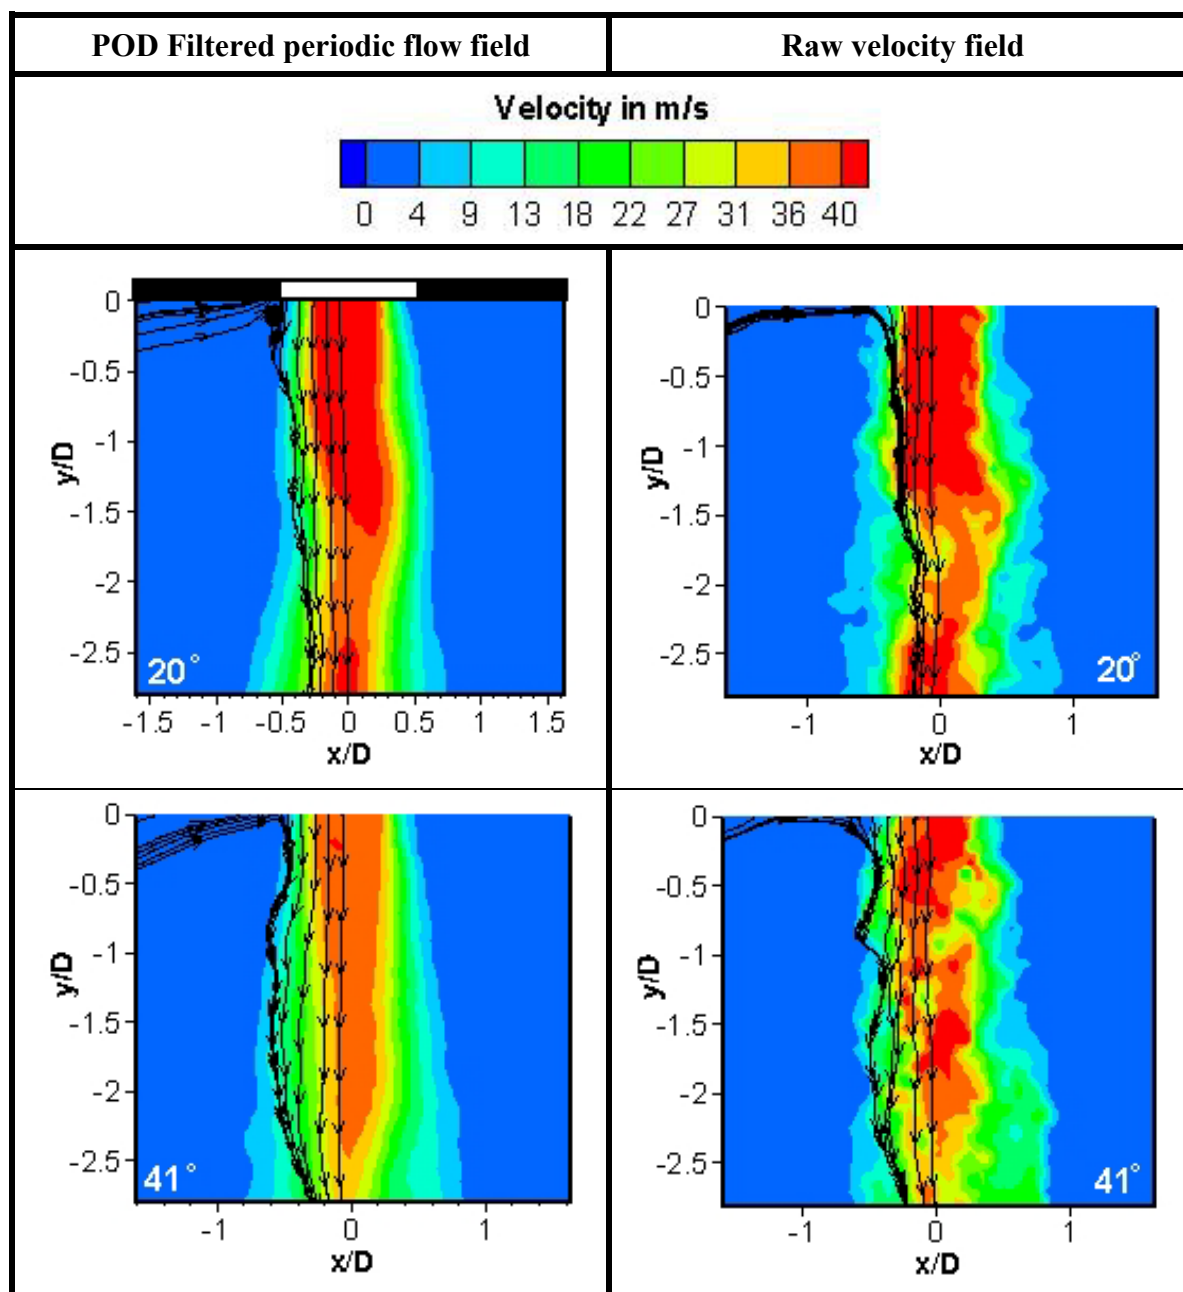 POD Filtered periodic flow field
Raw velocity field
Velocity in m/s
0 4 9 13 18 22 27 31 36 40
0
-0.5
-1
-1.5
-2
-2.5
y/D
20°
-1.5 -1 -0.5 0 0.5 1 1.5
x/D
0
-0.5
-1
-1.5
-2
-2.5
y/D
20°
-1 0 1
x/D
0
-0.5
-1
-1.5
-2
-2.5
y/D
41°
-1 0 1
x/D
0
-0.5
-1
-1.5
-2
-2.5
y/D
41°
-1 0 1
x/D